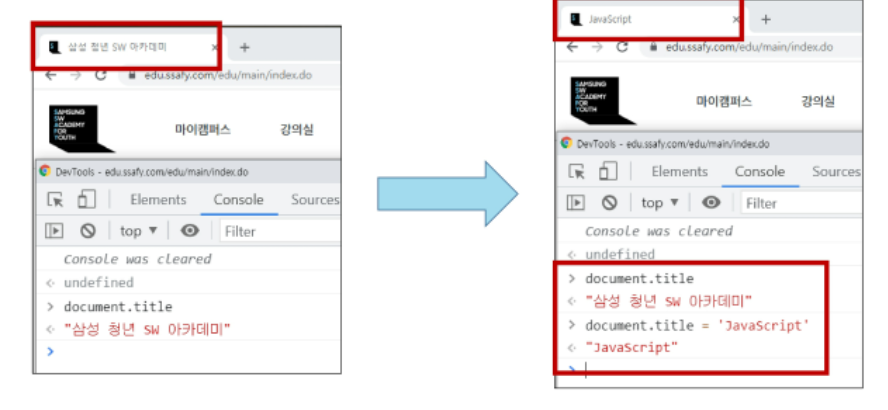 삼성 청년 SW 아카데미
edu.ssafy.com/edu/main/index.do
SAMSUNG
SW
ACADEMY
FOR
YOUTH
마이캠퍼스 강의실
DevTools - edu.ssafy.com/edu/main/index.do
Elements Console Sources
top ▼ Filter
Console was cleared
undefined
> document.title
"삼성 청년 SW 아카데미"
>
JavaScript
edu.ssafy.com/edu/main/index.do
SAMSUNG
SW
ACADEMY
FOR
YOUTH
마이캠퍼스 강의실
DevTools - edu.ssafy.com/edu/main/index.do
Elements Console Sources
top ▼ Filter
Console was cleared
undefined
> document.title
"삼성 청년 SW 아카데미"
> document.title = 'JavaScript'
"JavaScript"
>